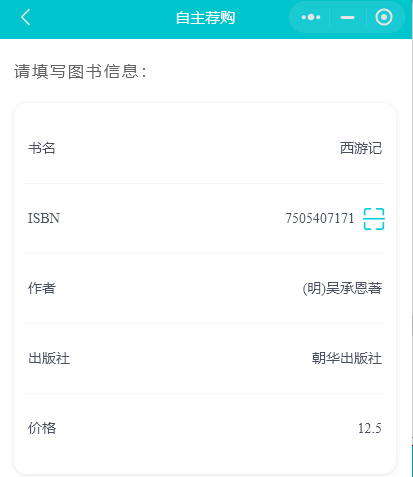 自主荐购
请填写图书信息：
书名 西游记
ISBN 7505407171
作者 (明)吴承恩著
出版社 朝华出版社
价格 12.5